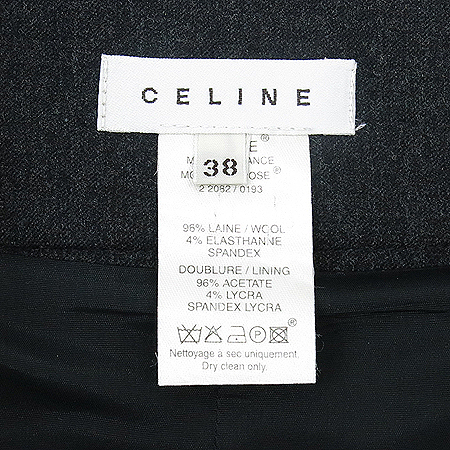 CELINE
38
2 2082 / 0193
96% LAINE / WOOL
4% ELASTHANNE
SPANDEX
DOUBLURE / LINING
96% ACETATE
4% LYCRA
SPANDEX LYCRA
Nettoyage a sec uniquement.
Dry clean only.